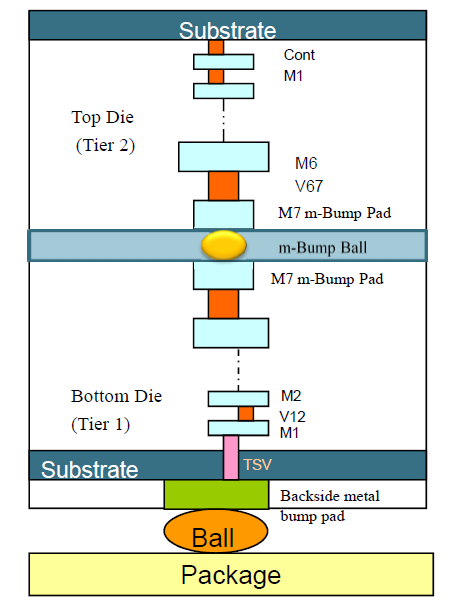 Substrate
Cont
M1
Top Die
(Tier 2)
M6
V67
M7 m-Bump Pad
m-Bump Ball
M7 m-Bump Pad
Bottom Die
(Tier 1)
M2
V12
M1
Substrate
TSV
Backside metal
bump pad
Ball
Package